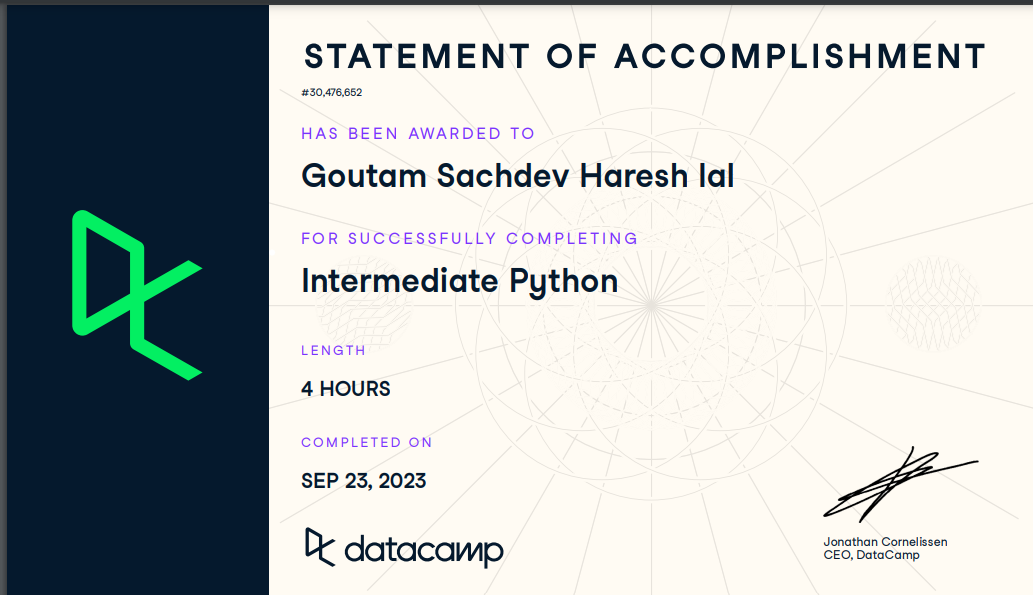 STATEMENT OF ACCOMPLISHMENT
#30,476,652
HAS BEEN AWARDED TO
Goutam Sachdev Haresh lal
FOR SUCCESSFULLY COMPLETING
Intermediate Python
LENGTH
4 HOURS
COMPLETED ON
SEP 23, 2023
datacamp
Jonathan Cornelissen
CEO, DataCamp